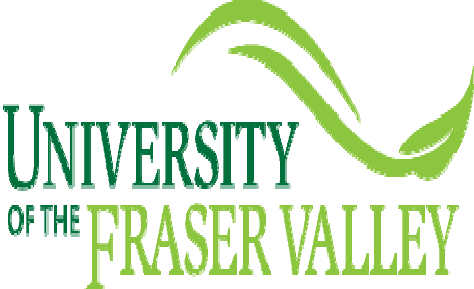 UNIVERSITY
OF THE FRASER VALLEY